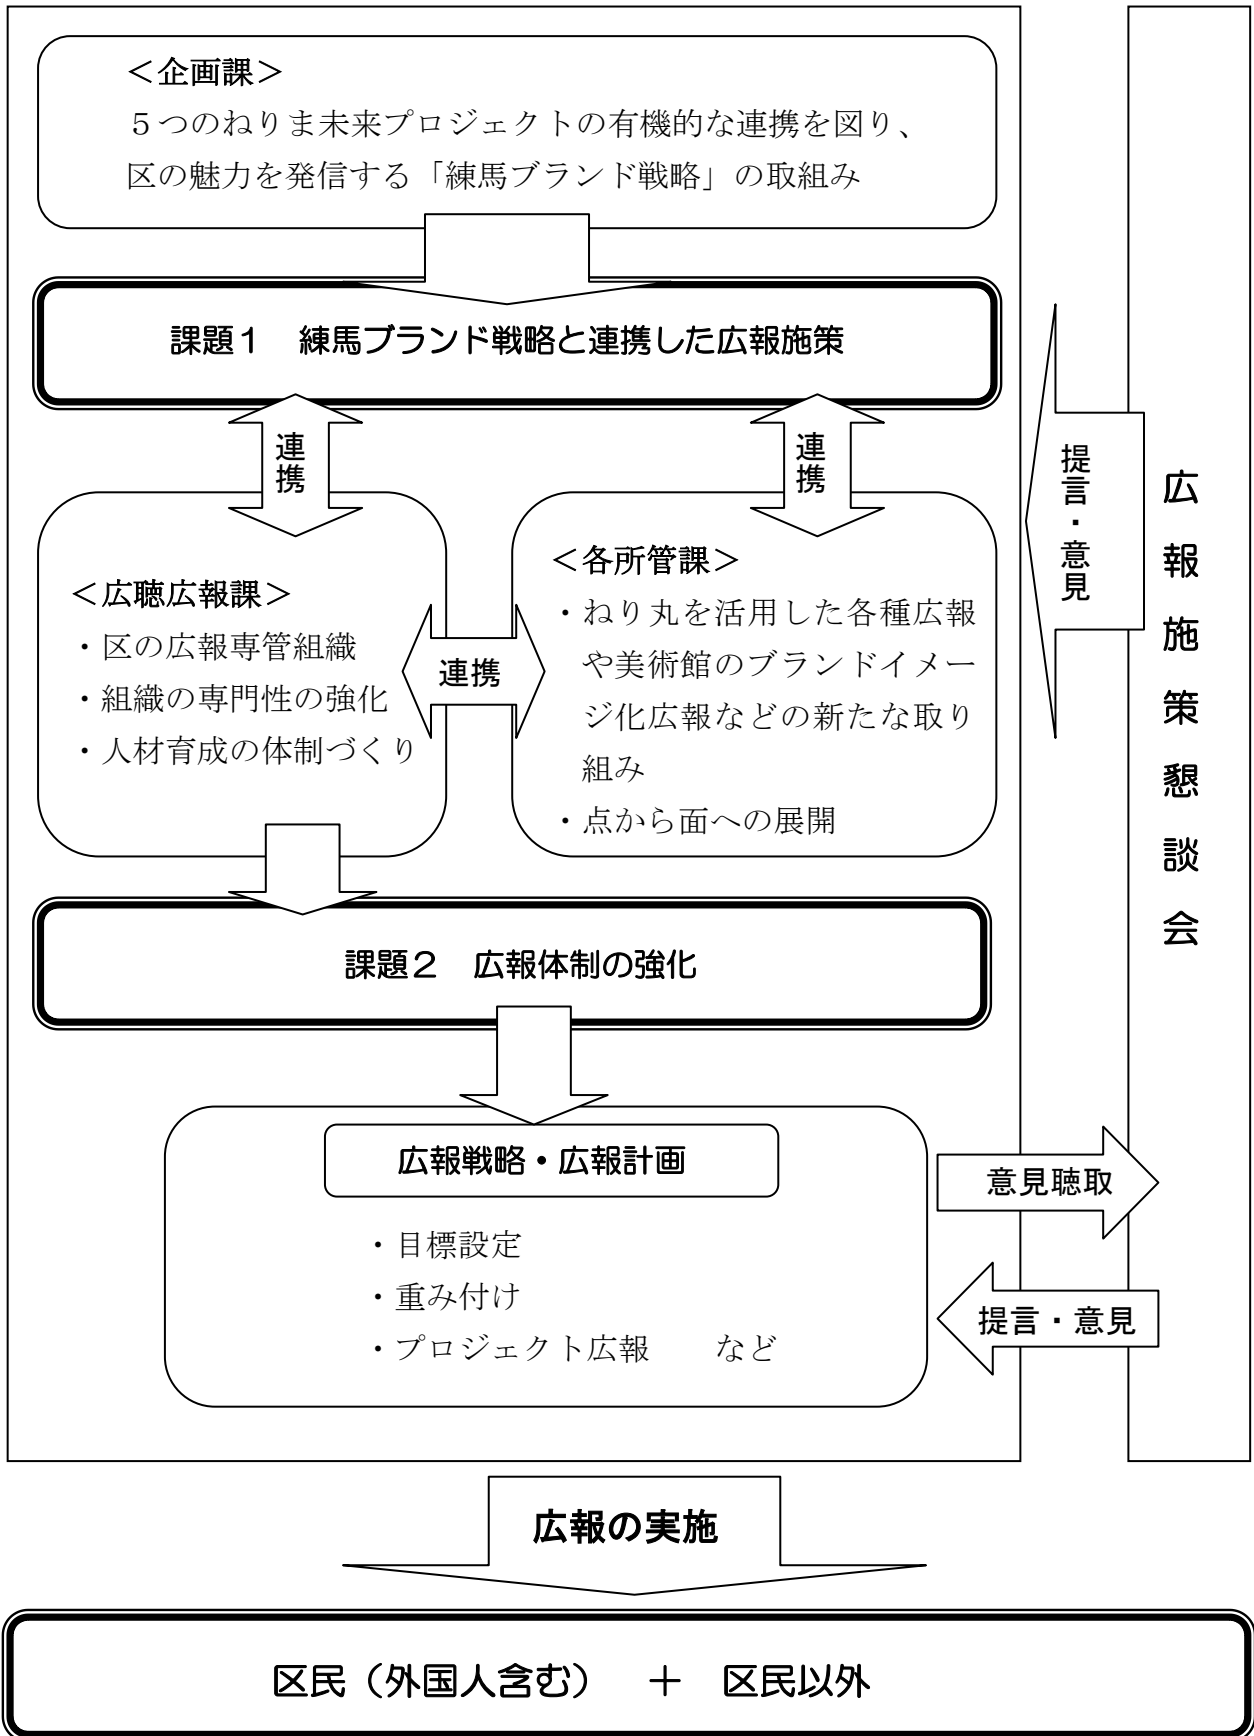 ＜企画課＞
５つのねりま未来プロジェクトの有機的な連携を図り、
区の魅力を発信する「練馬ブランド戦略」の取組み
課題１　練馬ブランド戦略と連携した広報施策
連携
連携
＜広聴広報課＞
・区の広報専管組織
・組織の専門性の強化
・人材育成の体制づくり
連携
＜各所管課＞
・ねり丸を活用した各種広報
や美術館のブランドイメー
ジ化広報などの新たな取り
組み
・点から面への展開
提言・意見
広報施策懇談会
課題２　広報体制の強化
広報戦略・広報計画
・目標設定
・重み付け
・プロジェクト広報　　など
意見聴取
提言・意見
広報の実施
区民（外国人含む）　＋　区民以外